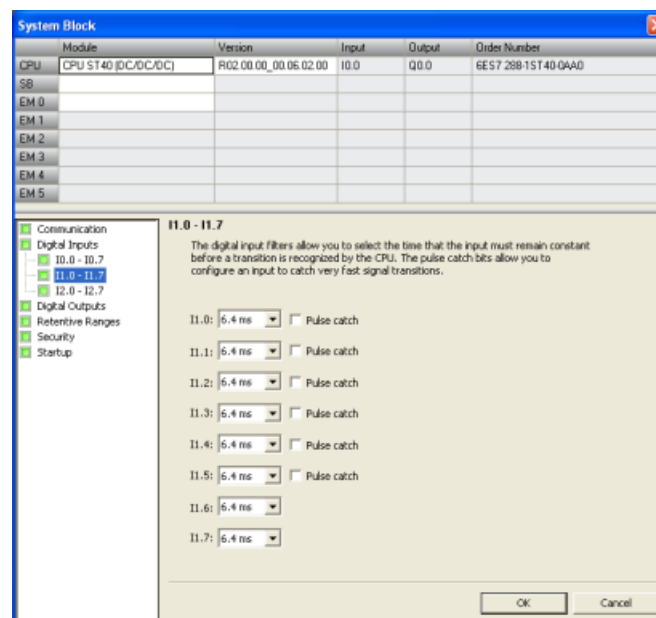 System Block
Module Version Input Output Order Number
CPU CPU ST40 (DC/DC/DC) R02.00.00_00.06.02.00 I0.0 Q0.0 6ES7 288-1ST40-0AA0
SB
EM 0
EM 1
EM 2
EM 3
EM 4
EM 5
Communication
Digital Inputs
I0.0 - I0.7
I1.0 - I1.7
I2.0 - I2.7
Digital Outputs
Retentive Ranges
Security
Startup
I1.0 - I1.7
The digital input filters allow you to select the time that the input must remain constant
before a transition is recognized by the CPU. The pulse catch bits allow you to
configure an input to catch very fast signal transitions.
I1.0: 6.4 ms Pulse catch
I1.1: 6.4 ms Pulse catch
I1.2: 6.4 ms Pulse catch
I1.3: 6.4 ms Pulse catch
I1.4: 6.4 ms Pulse catch
I1.5: 6.4 ms Pulse catch
I1.6: 6.4 ms
I1.7: 6.4 ms
OK Cancel